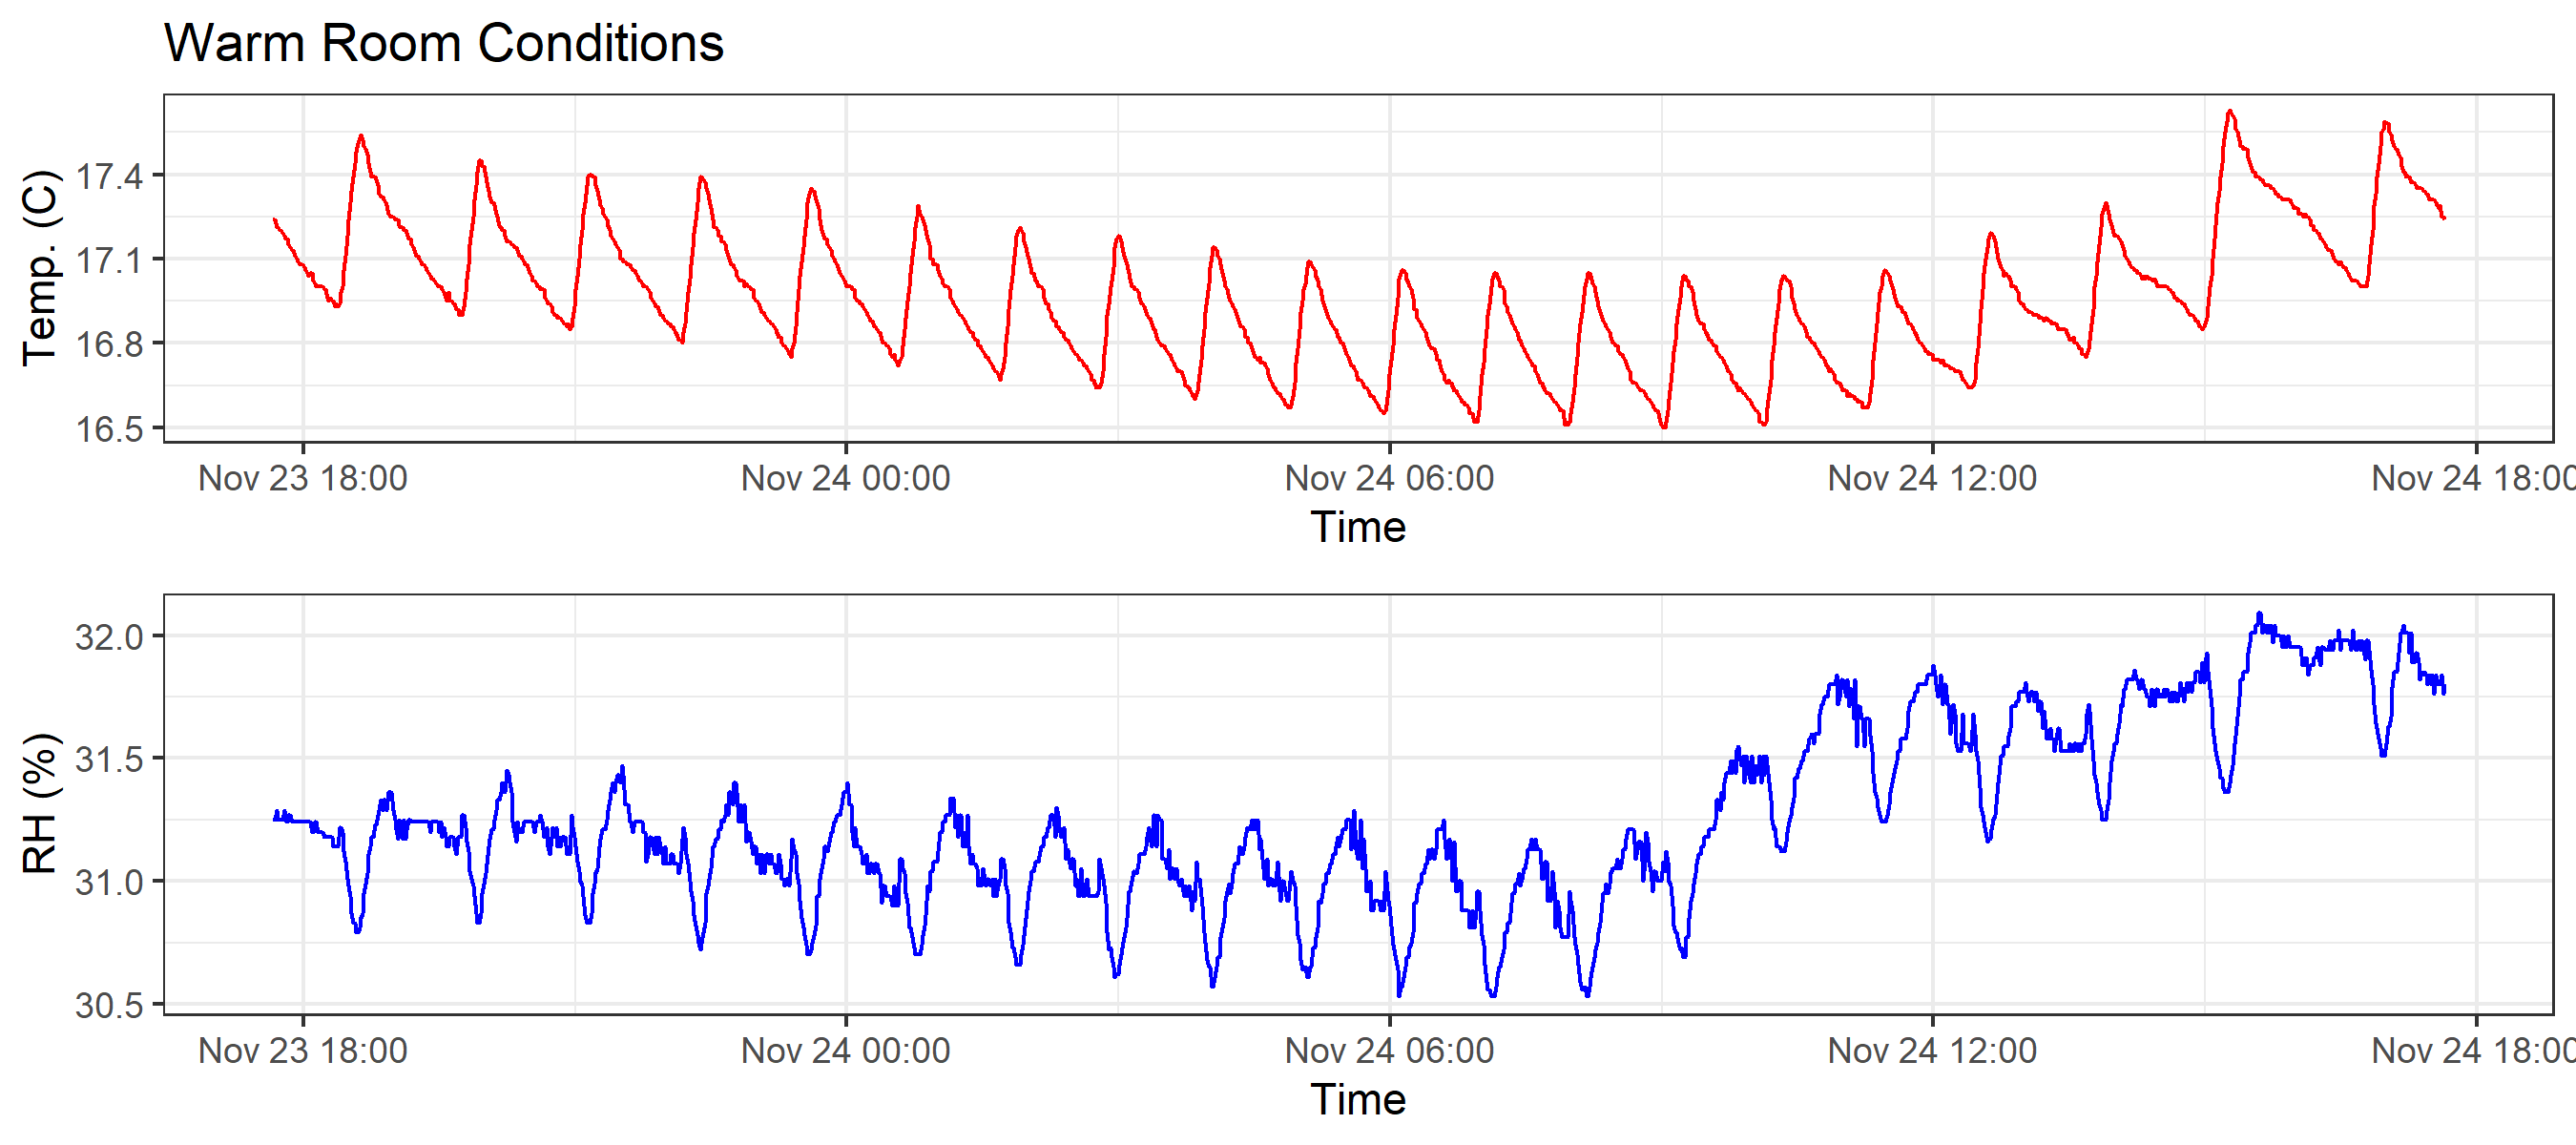 Warm Room Conditions
Temp. (C)
17.4
17.1
16.8
16.5
Nov 23 18:00 Nov 24 00:00 Nov 24 06:00 Nov 24 12:00 Nov 24 18:00
Time
RH (%)
32.0
31.5
31.0
30.5
Nov 23 18:00 Nov 24 00:00 Nov 24 06:00 Nov 24 12:00 Nov 24 18:00
Time